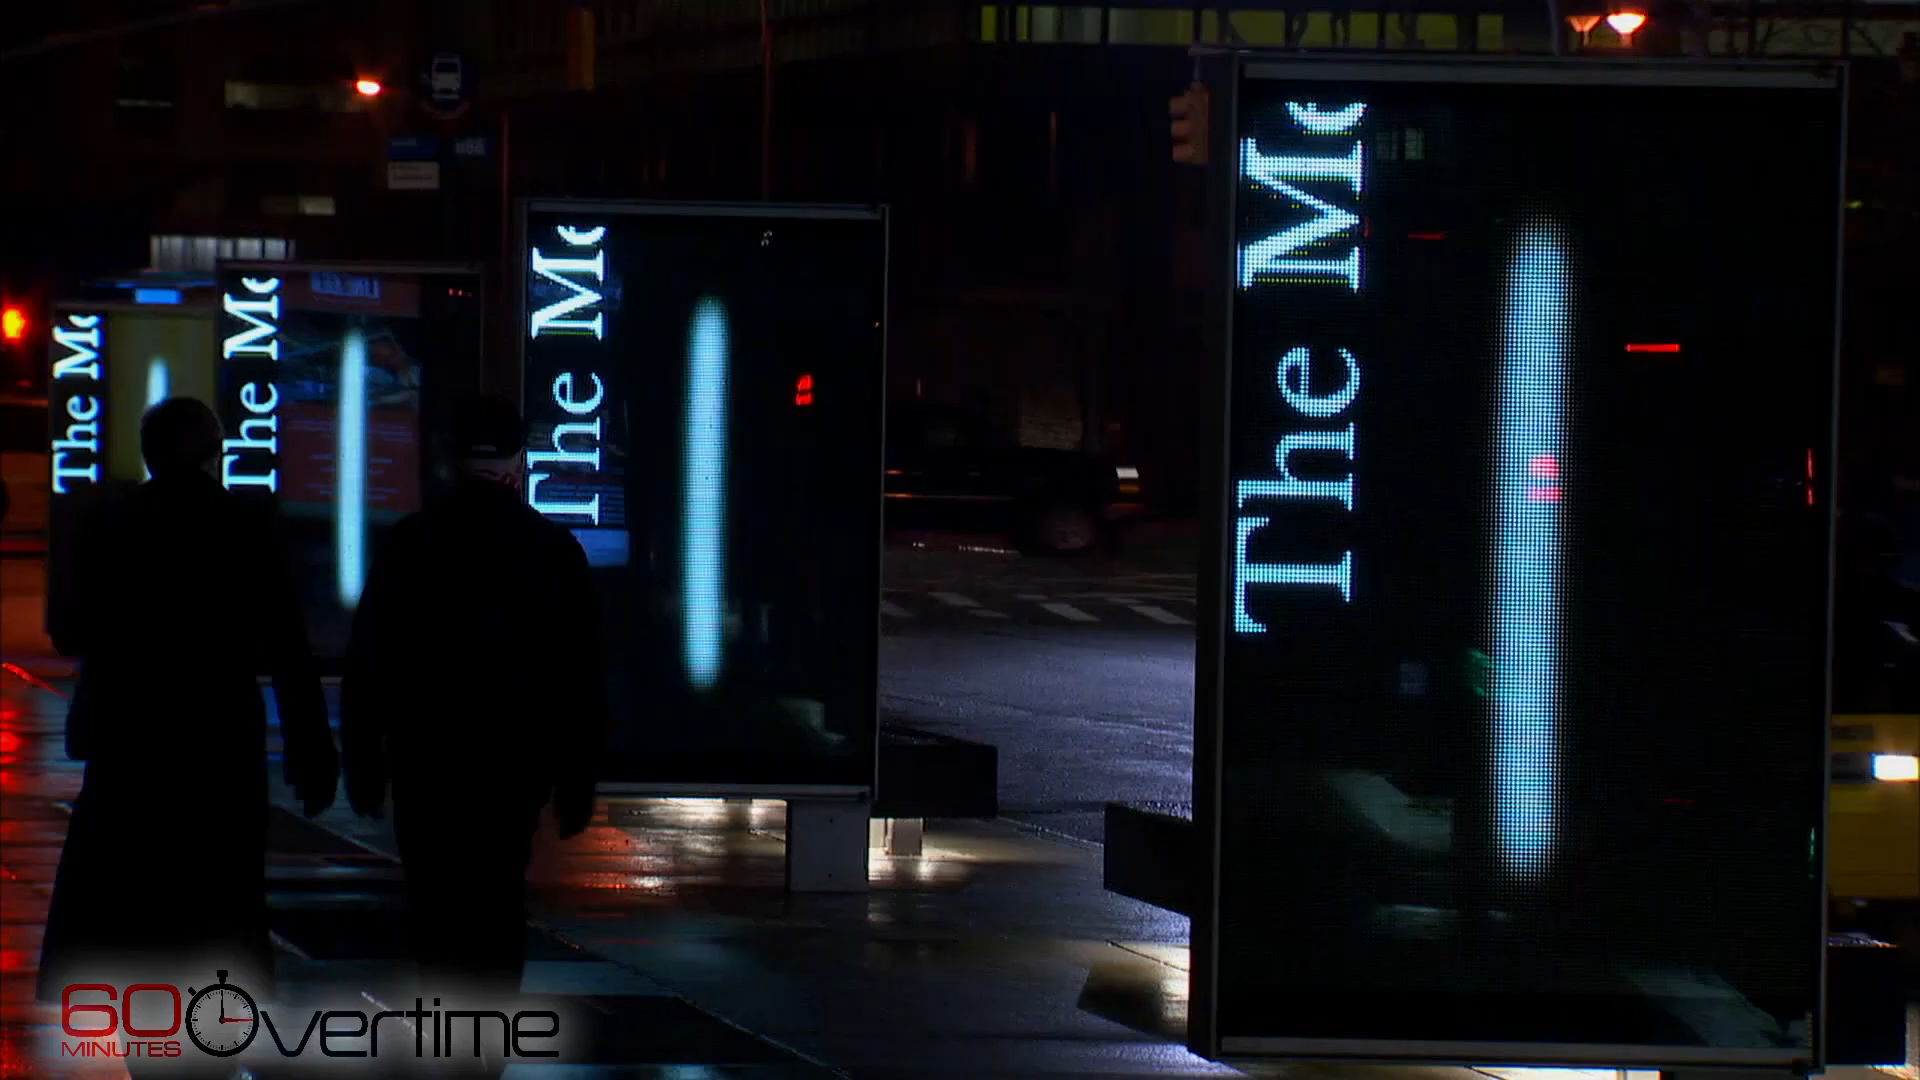 The Mo
The Mo
The Mo
The Mo
60 Overtime
MINUTES